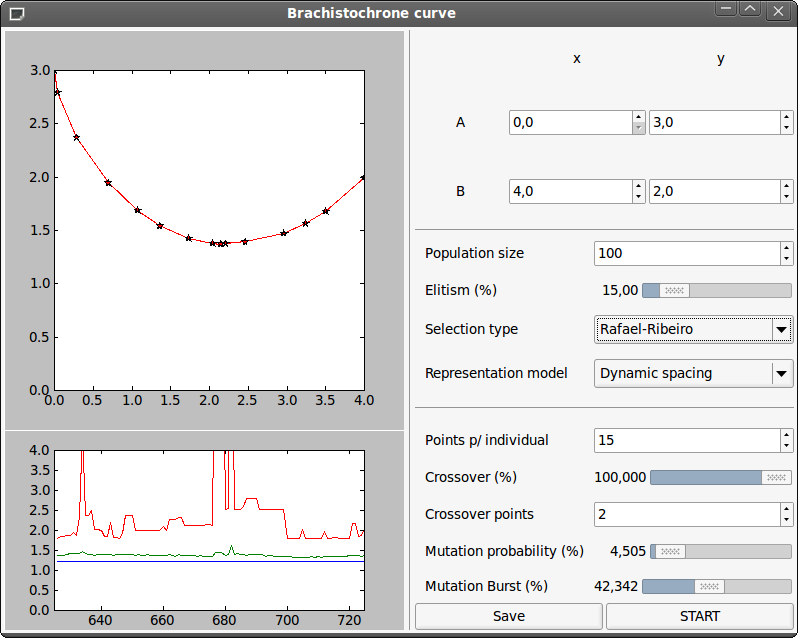 Brachistochrone curve
x y
A 0,0 3,0
B 4,0 2,0
Population size 100
Elitism (%) 15,00
Selection type Rafael-Ribeiro
Representation model Dynamic spacing
Points p/ individual 15
Crossover (%) 100,000
Crossover points 2
Mutation probability (%) 4,505
Mutation Burst (%) 42,342
Save START
3.0
2.5
2.0
1.5
1.0
0.5
0.0
0.0 0.5 1.0 1.5 2.0 2.5 3.0 3.5 4.0
4.0
3.5
3.0
2.5
2.0
1.5
1.0
0.5
0.0
640 660 680 700 720